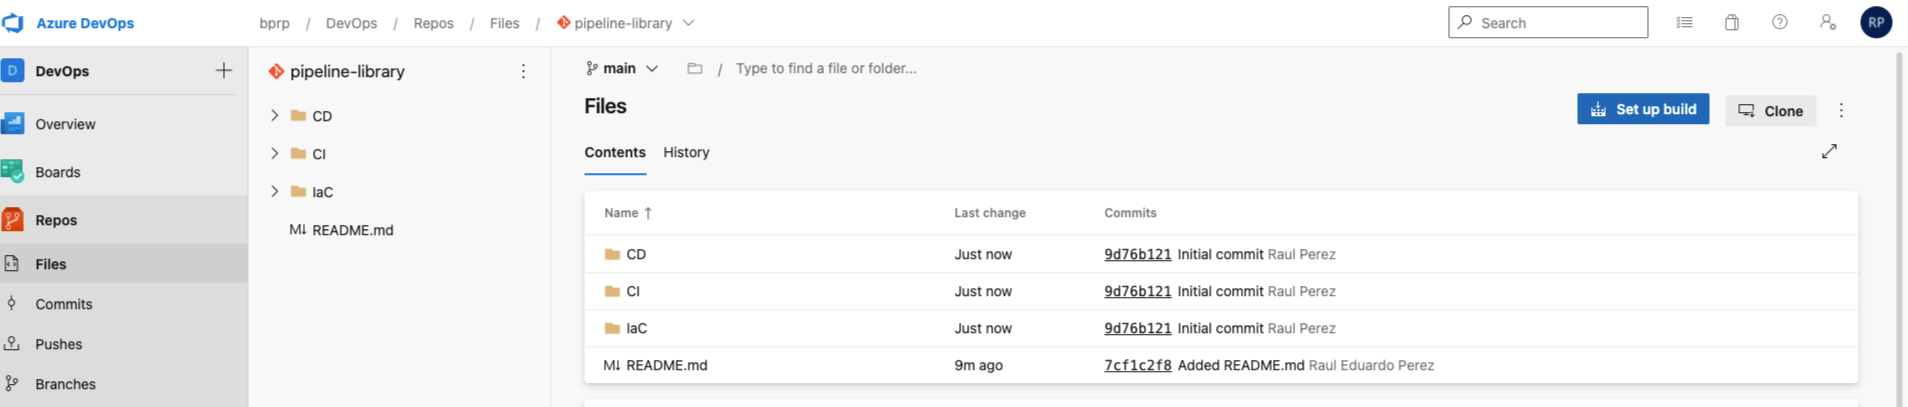 Azure DevOps bprp / DevOps / Repos / Files / pipeline-library Search RP
D DevOps
Overview
Boards
Repos
Files
Commits
Pushes
Branches
pipeline-library
CD
CI
IaC
M↓ README.md
main / Type to find a file or folder...
Files
Set up build Clone
Contents History
Name ↑ Last change Commits
CD Just now 9d76b121 Initial commit Raul Perez
CI Just now 9d76b121 Initial commit Raul Perez
IaC Just now 9d76b121 Initial commit Raul Perez
M↓ README.md 9m ago 7cf1c2f8 Added README.md Raul Eduardo Perez